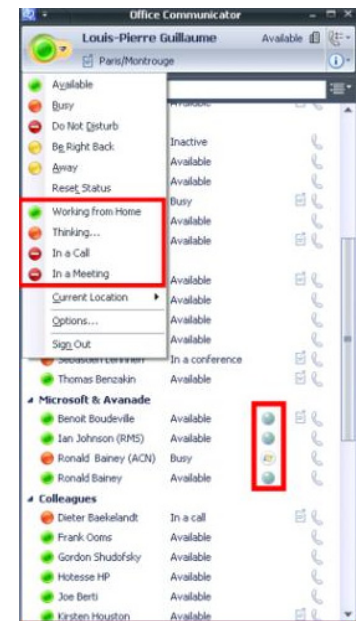 Office Communicator
Louis-Pierre Guillaume Available
Paris/Montrouge
Available
Busy
Do Not Disturb
Be Right Back
Away
Reset Status
Working from Home
Thinking...
In a Call
In a Meeting
Current Location
Options...
Sign Out
Inactive
Available
Available
Busy
Available
Available
Available
Available
Available
Available
In a conference
Thomas Benzakin Available
Microsoft & Avanade
Benoit Boudeville Available
Ian Johnson (RMS) Available
Ronald Bainey (ACN) Busy
Ronald Bainey Available
Colleagues
Dieter Baekelandt In a call
Frank Ooms Available
Gordon Shudofsky Available
Hotesse HP Available
Joe Berti Available
Kirsten Houston Available